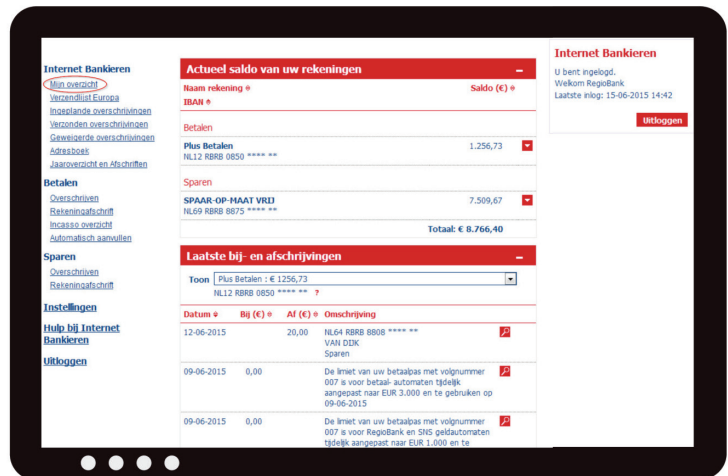 Internet Bankieren
Mijn overzicht
Verzendlijst Europa
Ingeplande overschrijvingen
Verzonden overschrijvingen
Geweigerde overschrijvingen
Adresboek
Jaaroverzicht en Afschriften
Betalen
Overschrijven
Rekeningafschrift
Incasso overzicht
Automatisch aanvullen
Sparen
Overschrijven
Rekeningafschrift
Instellingen
Hulp bij Internet
Bankieren
Uitloggen
Actueel saldo van uw rekeningen
Naam rekening Saldo (€)
IBAN
Betalen
Plus Betalen 1.256,73
NL12 RBRB 0850 **** **
Sparen
SPAAR-OP-MAAT VRIJ 7.509,67
NL69 RBRB 8875 **** **
Totaal: € 8.766,40
Laatste bij- en afschrijvingen
Toon Plus Betalen : € 1256,73
NL12 RBRB 0850 **** ** ?
Datum Bij (€) Af (€) Omschrijving
12-06-2015 20,00 NL64 RBRB 8808 **** **
VAN DIJK
Sparen
09-06-2015 0,00 De limiet van uw betaalpas met volgnummer
007 is voor betaal- automaten tijdelijk
aangepast naar EUR 3.000 en te gebruiken op
09-06-2015
09-06-2015 0,00 De limiet van uw betaalpas met volgnummer
007 is voor RegioBank en SNS geldautomaten
tijdelijk aangepast naar EUR 1.000 en te
Internet Bankieren
U bent ingelogd.
Welkom RegioBank
Laatste inlog: 15-06-2015 14:42
Uitloggen